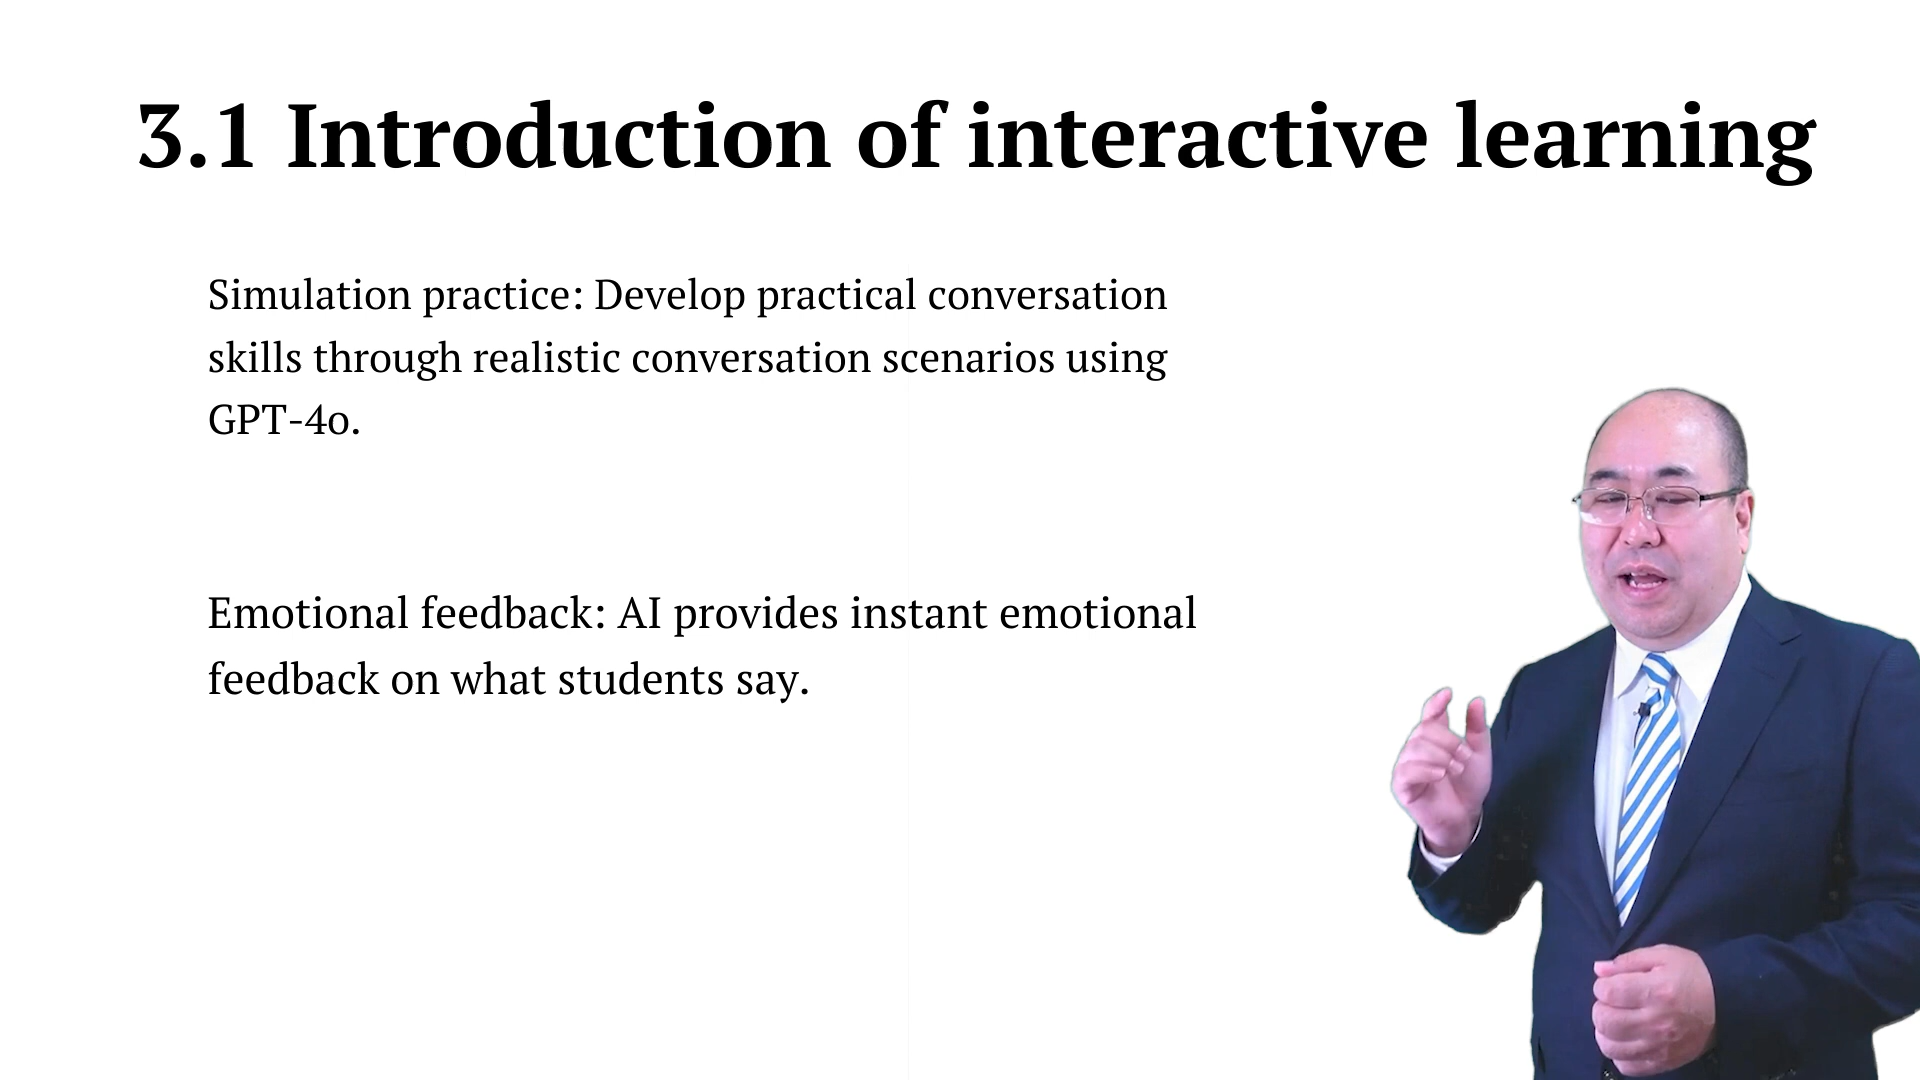 3.1 Introduction of interactive learning
Simulation practice: Develop practical conversation
skills through realistic conversation scenarios using
GPT-4o.
Emotional feedback: AI provides instant emotional
feedback on what students say.